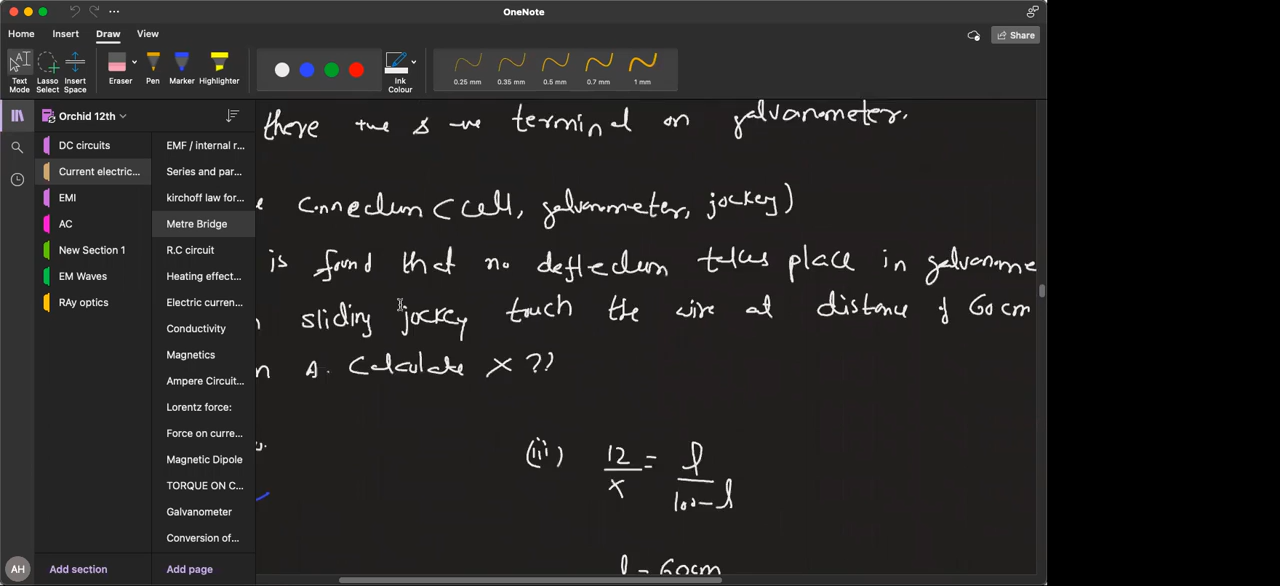 OneNote
Home Insert Draw View
Share
Text Mode
Lasso Select
Insert Space
Eraser
Pen
Marker
Highlighter
Ink Colour
0.25 mm
0.35 mm
0.5 mm
0.7 mm
1 mm
Orchid 12th
DC circuits
Current electric...
EMI
AC
New Section 1
EM Waves
RAy optics
Add section
AH
EMF / internal r...
Series and par...
kirchoff law for...
Metre Bridge
R.C circuit
Heating effect...
Electric curren...
Conductivity
Magnetics
Ampere Circuit...
Lorentz force:
Force on curre...
Magnetic Dipole
TORQUE ON C...
Galvanometer
Conversion of...
Add page
there +ve & -ve terminal on galvanometer.
connection (cell, galvanometer, jockey)
is found that no deflection takes place in galvanome
sliding jockey touch the wire at distance of 60cm
A. Calculate X ??
(iii) 12/x = l/100-l
l = 60cm